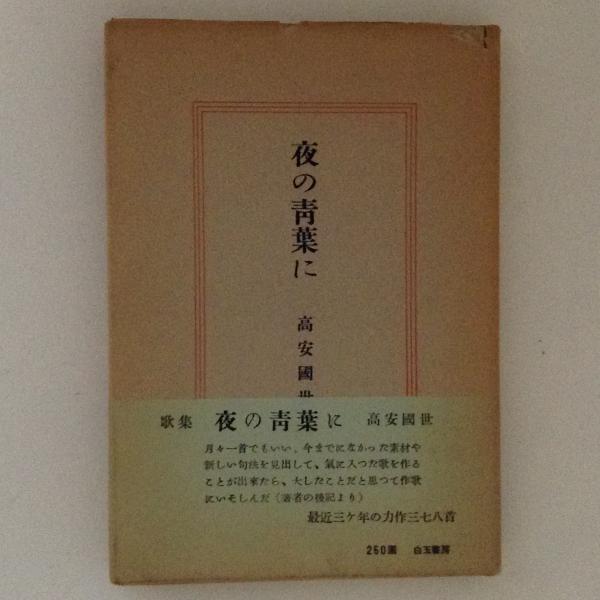 夜の青葉に
高安國世
歌集 夜の青葉に 高安國世
月々一首でもいい、今までになかった素材や
新しい句法を見出して、氣に入つた歌を作る
ことが出來たら、大したことだと思つて作歌
にいそしんだ(著者の後記より)
最近三ケ年の力作三七八首
250圓 白玉書房